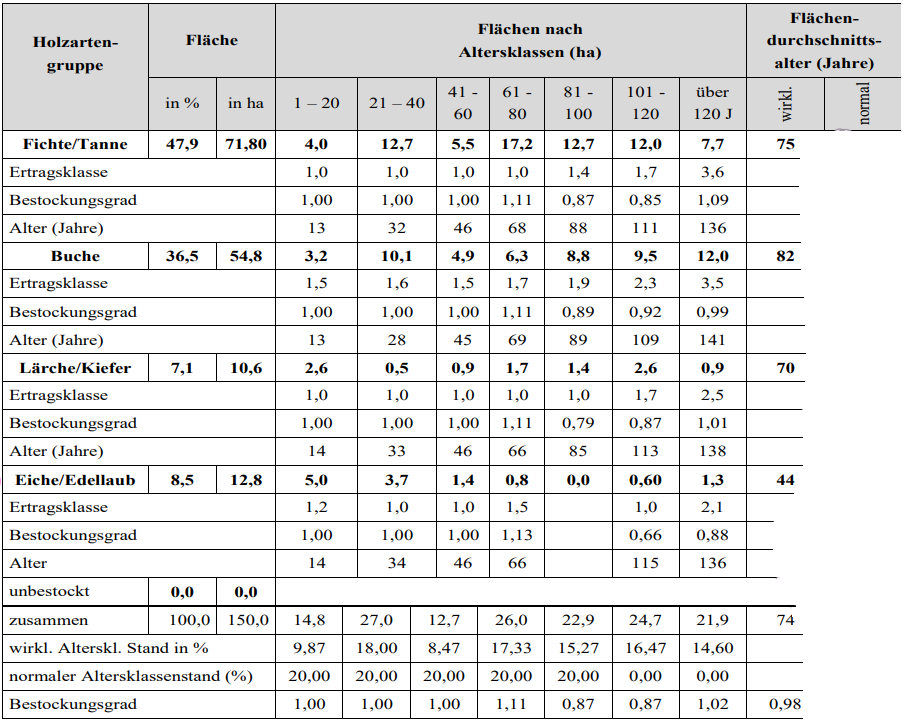 Holzarten-
gruppe
Fläche
Flächen nach
Altersklassen (ha)
Flächen-
durchschnitts-
alter (Jahre)
in % in ha 1 – 20 21 – 40 41 - 60 61 - 80 81 - 100 101 - 120 über 120 J wirkl. normal
Fichte/Tanne 47,9 71,80 4,0 12,7 5,5 17,2 12,7 12,0 7,7 75
Ertragsklasse 1,0 1,0 1,0 1,0 1,4 1,7 3,6
Bestockungsgrad 1,00 1,00 1,00 1,11 0,87 0,85 1,09
Alter (Jahre) 13 32 46 68 88 111 136
Buche 36,5 54,8 3,2 10,1 4,9 6,3 8,8 9,5 12,0 82
Ertragsklasse 1,5 1,6 1,5 1,7 1,9 2,3 3,5
Bestockungsgrad 1,00 1,00 1,00 1,11 0,89 0,92 0,99
Alter (Jahre) 13 28 45 69 89 109 141
Lärche/Kiefer 7,1 10,6 2,6 0,5 0,9 1,7 1,4 2,6 0,9 70
Ertragsklasse 1,0 1,0 1,0 1,0 1,0 1,7 2,5
Bestockungsgrad 1,00 1,00 1,00 1,11 0,79 0,87 1,01
Alter (Jahre) 14 33 46 66 85 113 138
Eiche/Edellaub 8,5 12,8 5,0 3,7 1,4 0,8 0,0 0,60 1,3 44
Ertragsklasse 1,2 1,0 1,0 1,5 1,0 2,1
Bestockungsgrad 1,00 1,00 1,00 1,13 0,66 0,88
Alter 14 34 46 66 115 136
unbestockt 0,0 0,0
zusammen 100,0 150,0 14,8 27,0 12,7 26,0 22,9 24,7 21,9 74
wirkl. Alterskl. Stand in % 9,87 18,00 8,47 17,33 15,27 16,47 14,60
normaler Altersklassenstand (%) 20,00 20,00 20,00 20,00 20,00 0,00 0,00
Bestockungsgrad 1,00 1,00 1,00 1,11 0,87 0,87 1,02 0,98